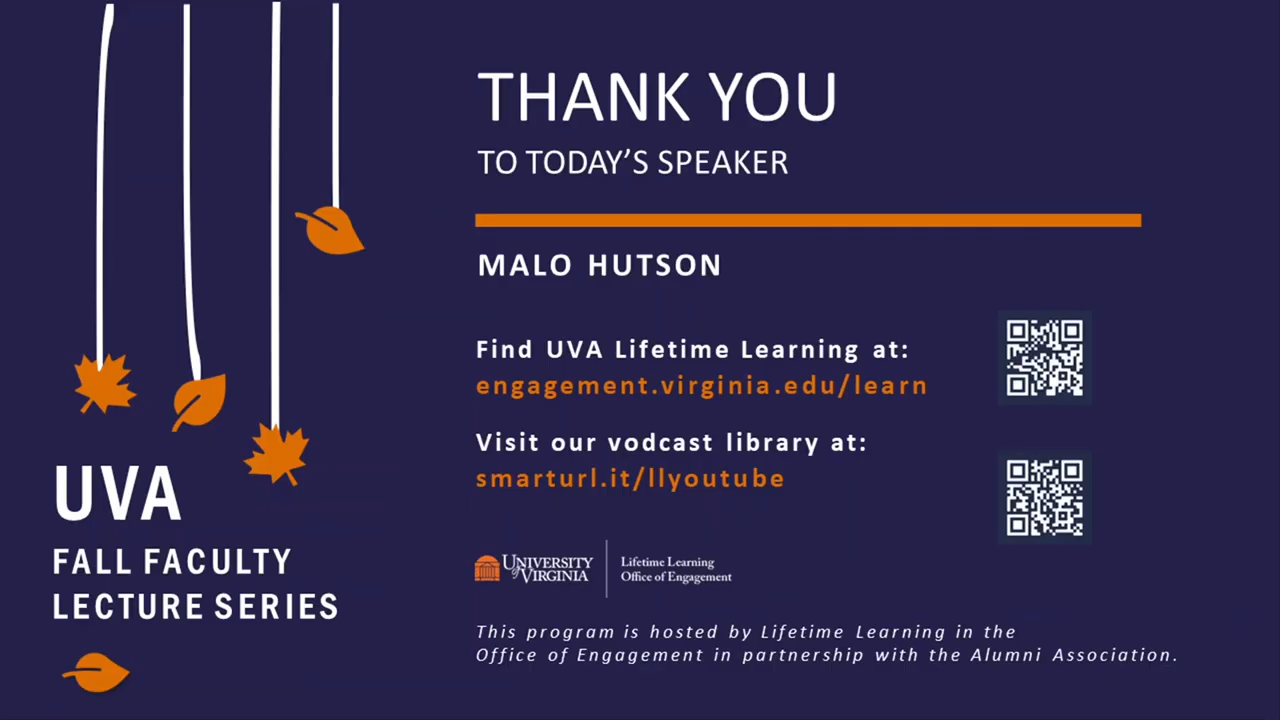 THANK YOU
TO TODAY’S SPEAKER
MALO HUTSON
Find UVA Lifetime Learning at:
engagement.virginia.edu/learn
Visit our vodcast library at:
smarturl.it/llyoutube
UVA
FALL FACULTY
LECTURE SERIES
UNIVERSITY
of VIRGINIA
Lifetime Learning
Office of Engagement
This program is hosted by Lifetime Learning in the
Office of Engagement in partnership with the Alumni Association.